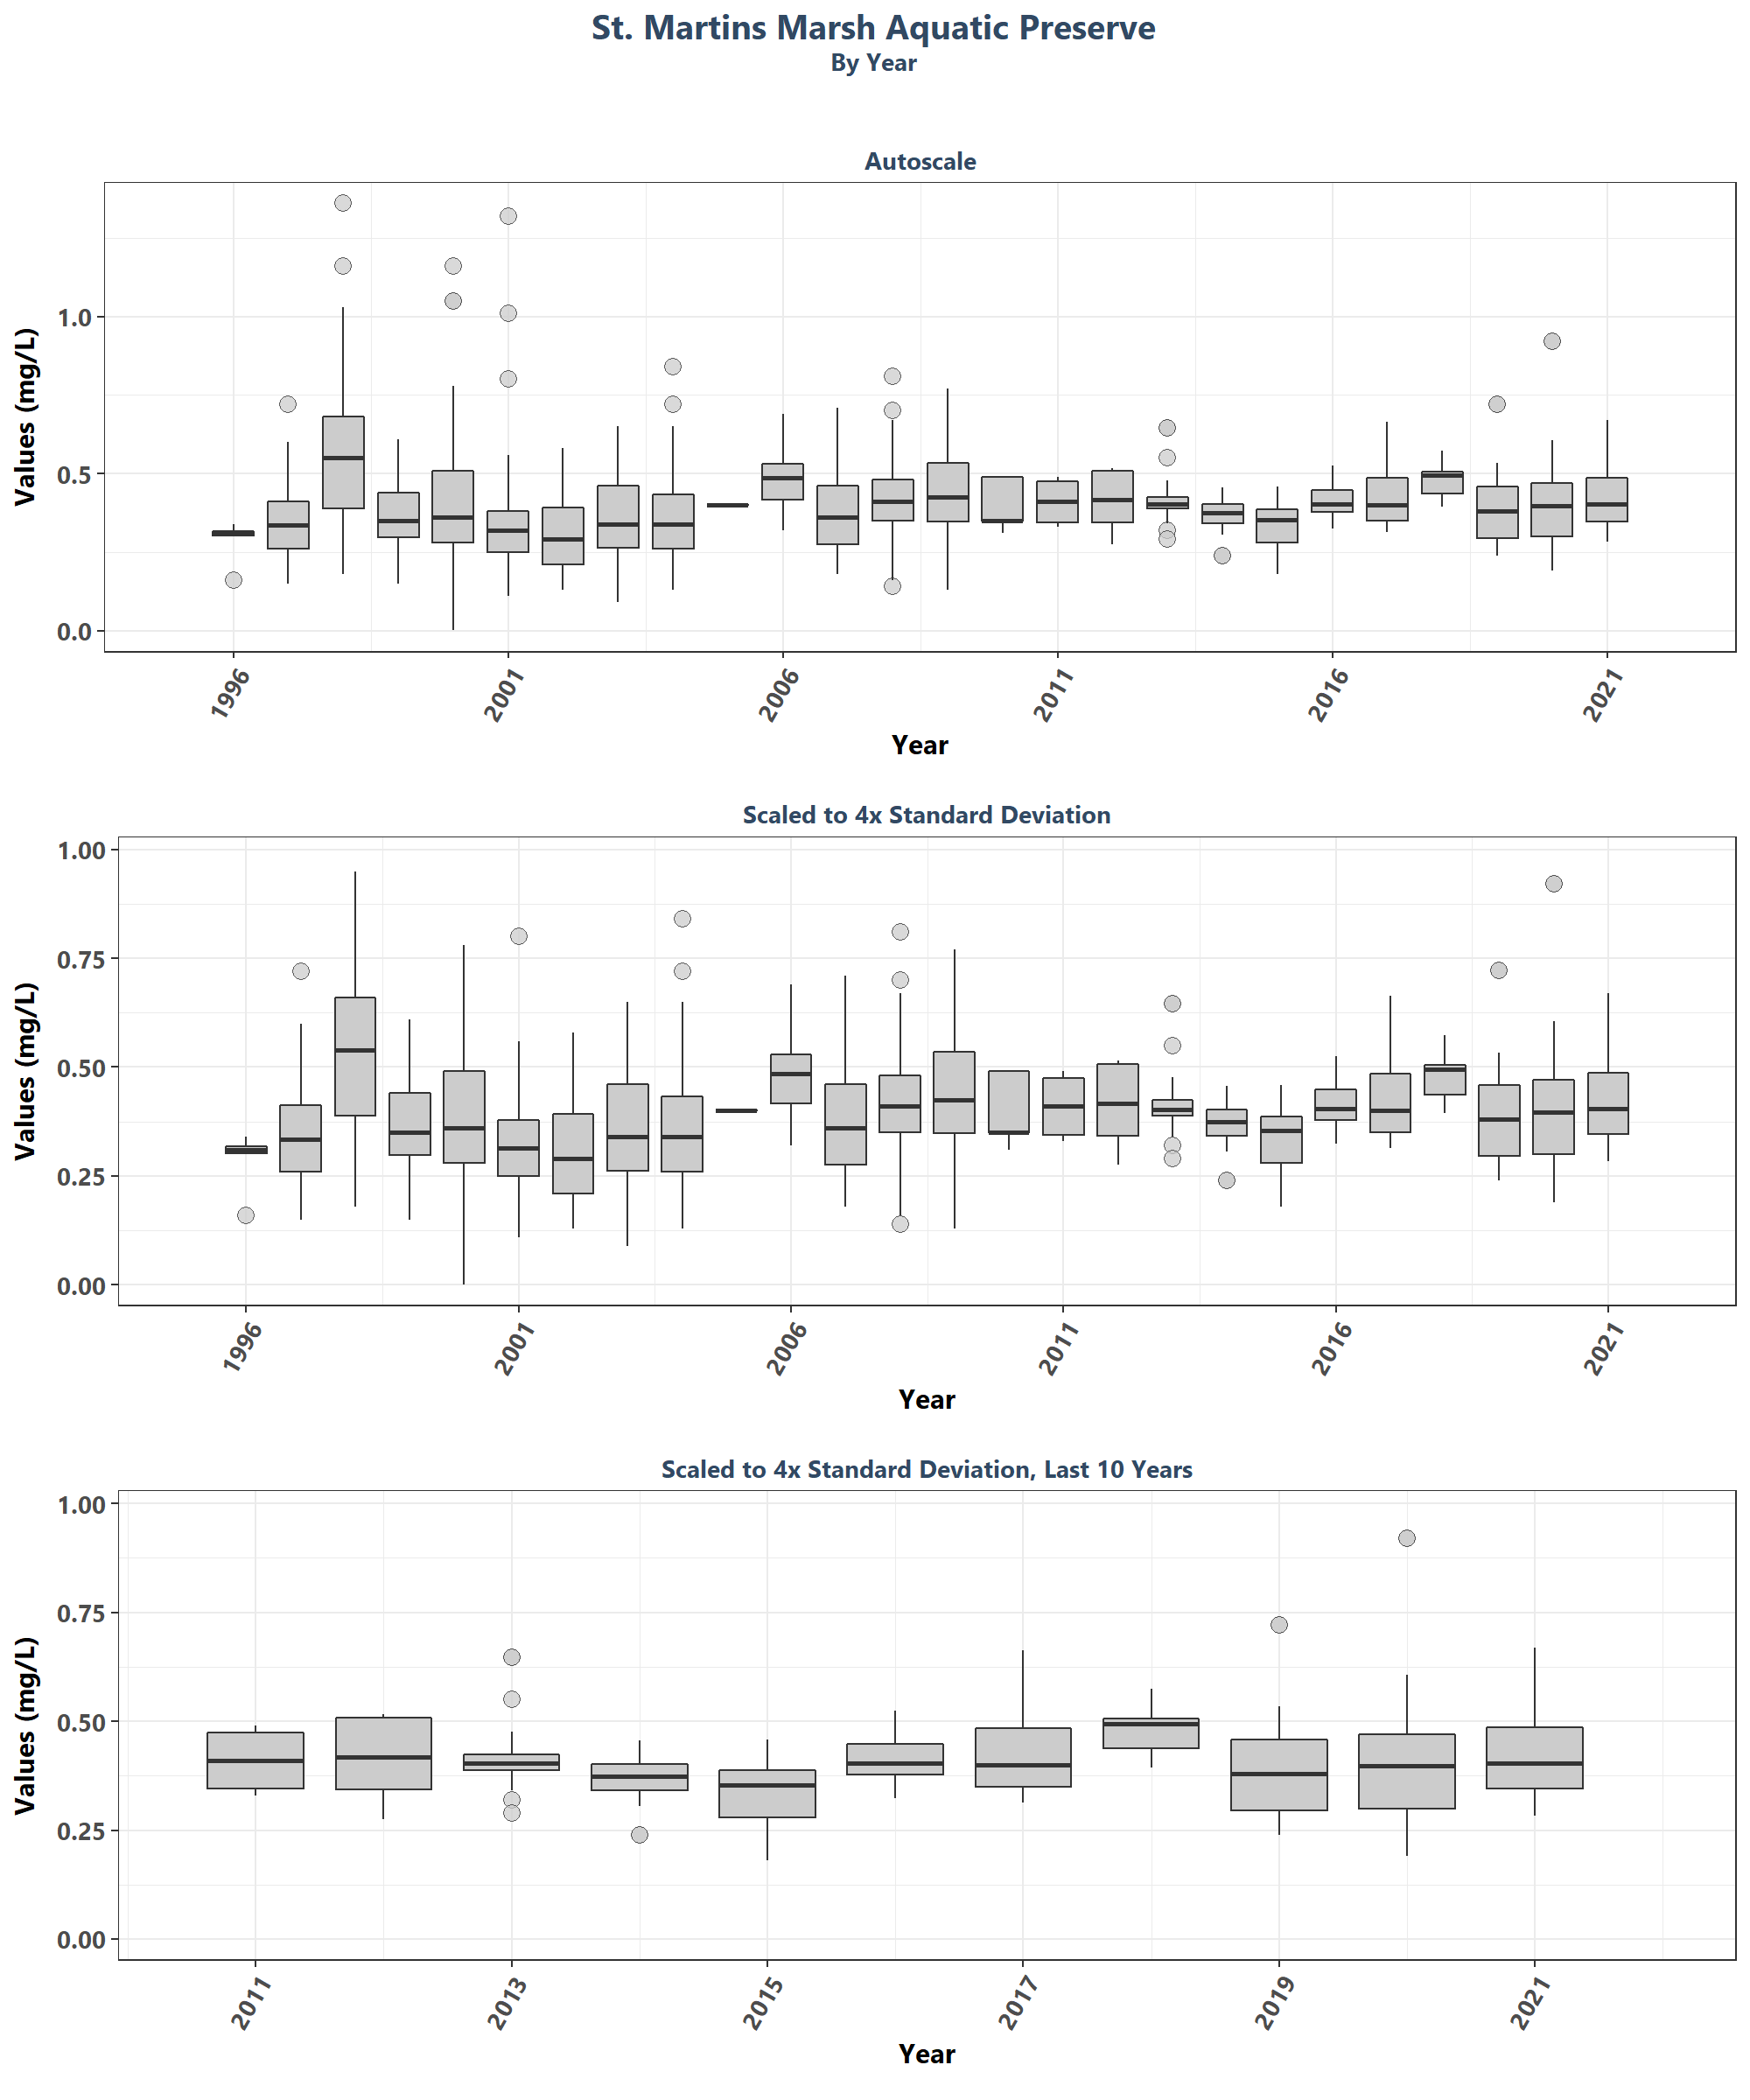 St. Martins Marsh Aquatic Preserve
By Year
Autoscale
Values (mg/L)
1.0
0.5
0.0
1996 2001 2006 2011 2016 2021
Year
Scaled to 4x Standard Deviation
Values (mg/L)
1.00
0.75
0.50
0.25
0.00
1996 2001 2006 2011 2016 2021
Year
Scaled to 4x Standard Deviation, Last 10 Years
Values (mg/L)
1.00
0.75
0.50
0.25
0.00
2011 2013 2015 2017 2019 2021
Year